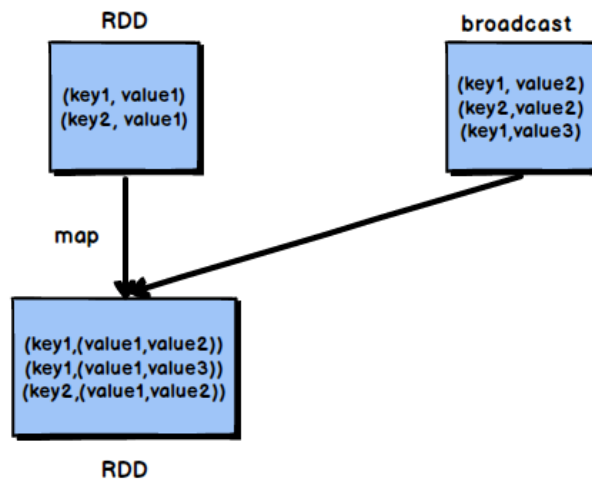 RDD
(key1, value1)
(key2, value1)
broadcast
(key1, value2)
(key2,value2)
(key1,value3)
map
(key1,(value1,value2))
(key1,(value1,value3))
(key2,(value1,value2))
RDD